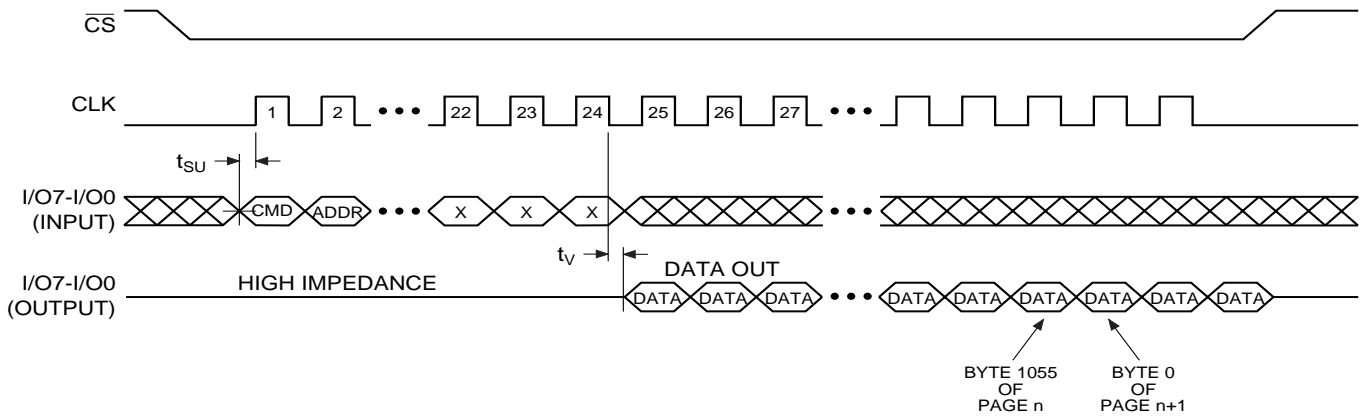 CS
CLK
1 2 ••• 22 23 24 25 26 27 •••
tSU
I/O7-I/O0
(INPUT)
CMD ADDR ••• X X X •••
tV
I/O7-I/O0
(OUTPUT)
HIGH IMPEDANCE
DATA OUT
DATA DATA DATA ••• DATA DATA DATA DATA DATA DATA
BYTE 1055
OF
PAGE n
BYTE 0
OF
PAGE n+1